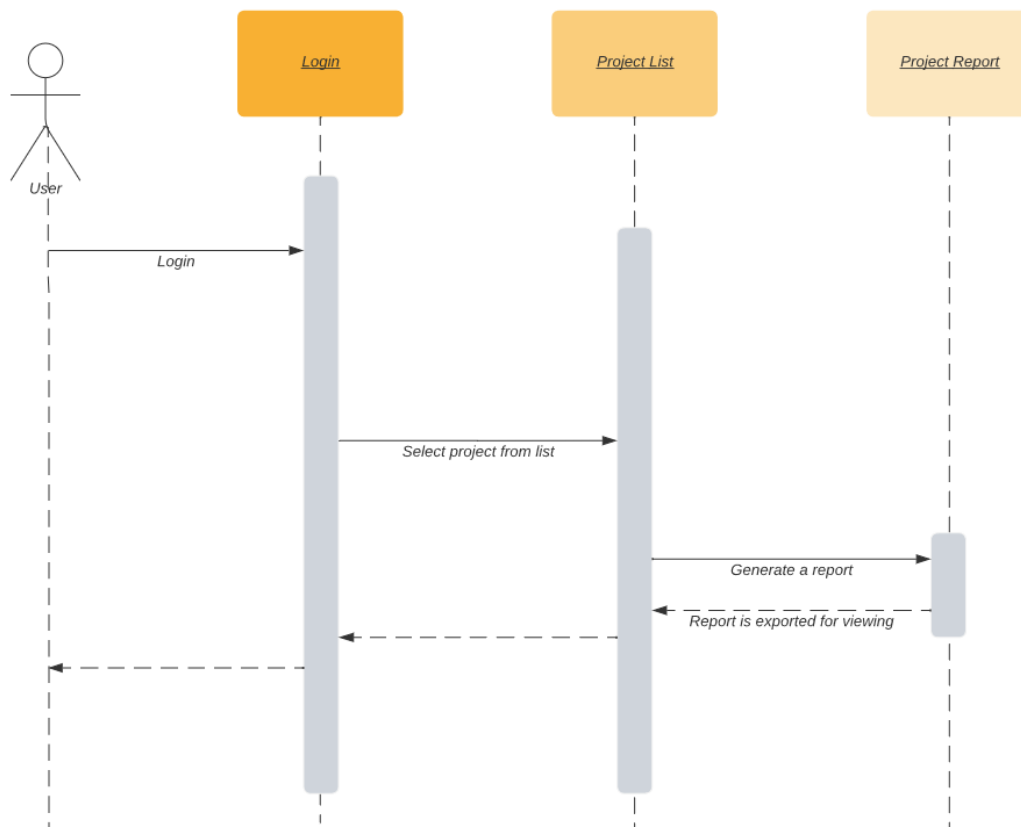 Login
Project List
Project Report
User
Login
Select project from list
Generate a report
Report is exported for viewing